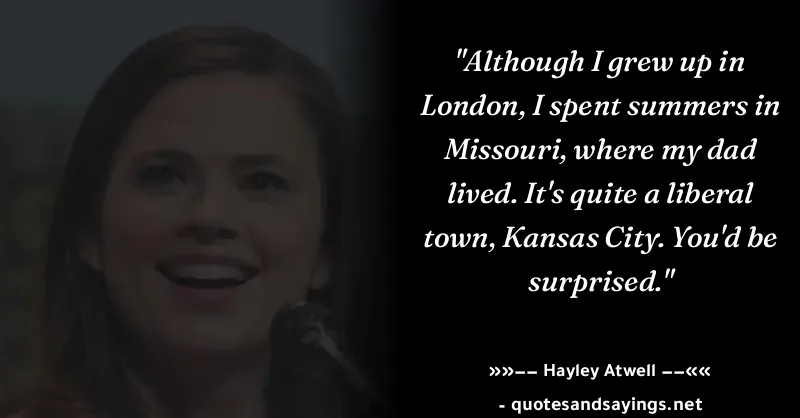 "Although I grew up in
London, I spent summers in
Missouri, where my dad
lived. It's quite a liberal
town, Kansas City. You'd be
surprised."
»»–– Hayley Atwell ––««
- quotesandsayings.net